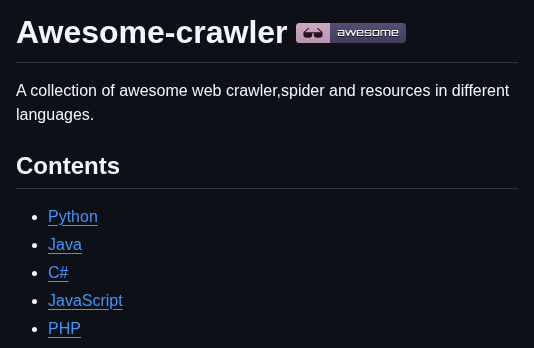 Awesome-crawler awesome
A collection of awesome web crawler,spider and resources in different
languages.
Contents
Python
Java
C#
JavaScript
PHP